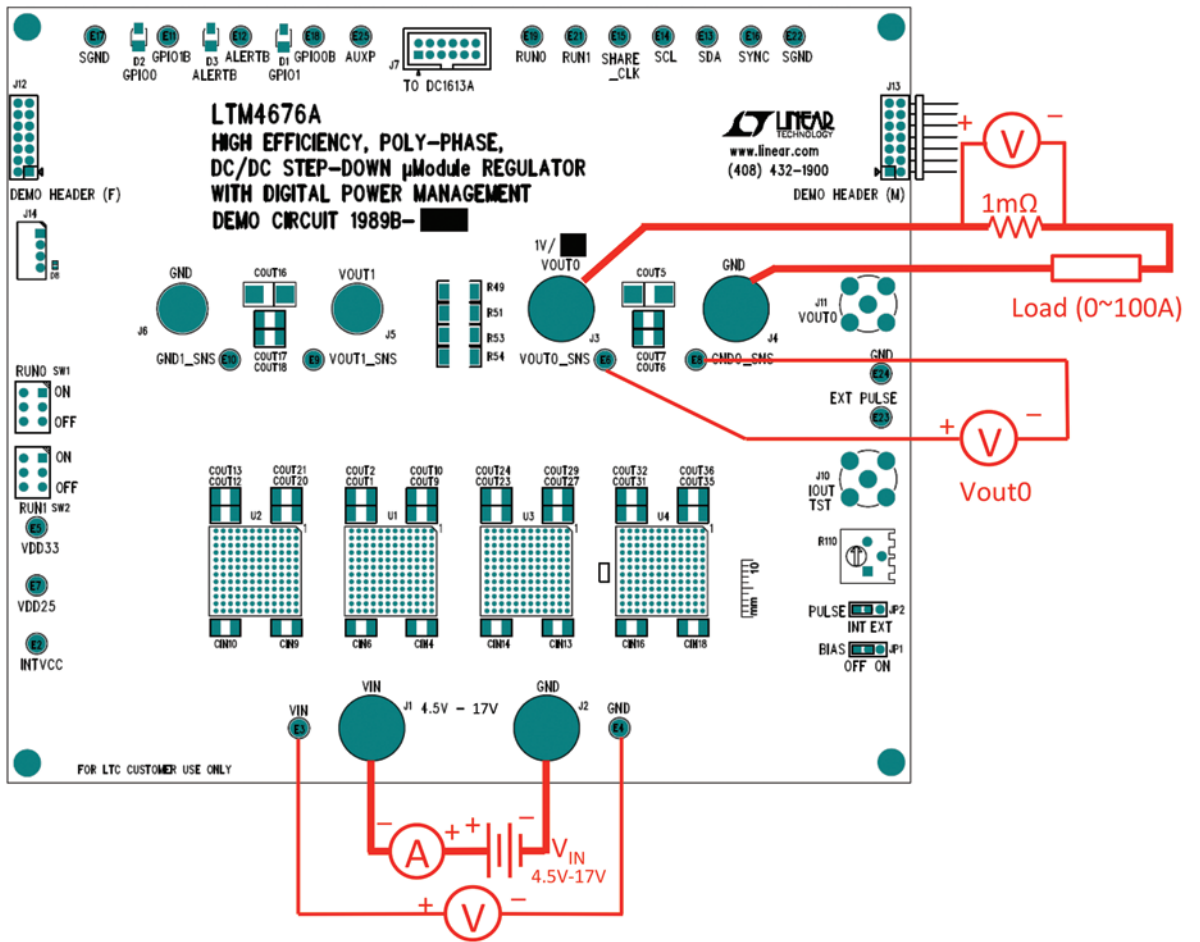 E17 E11 E12 E18 E25 E19 E21 E15 E14 E13 E16 E22
SGND D2 GPIO1B D3 ALERTB D1 GPIO0B AUXP J7 RUN0 RUN1 SHARE SCL SDA SYNC SGND
GPIO0 ALERTB GPIO1 _CLK
TO DC1613A
J12
DEMO HEADER (F)
J14
D8
LTM4676A
HIGH EFFICIENCY, POLY-PHASE,
DC/DC STEP-DOWN µModule REGULATOR
WITH DIGITAL POWER MANAGEMENT
DEMO CIRCUIT 1989B-
LINEAR
TECHNOLOGY
www.linear.com
(408) 432-1900
J13
DEMO HEADER (M)
+ V −
1mΩ
Load (0~100A)
1V/
GND COUT16 VOUT1 VOUT0 COUT5 GND
J6 J5 J3 J4
R49
R51
R53
R54
COUT17
COUT18
COUT7
COUT6
GND1_SNS E10 E9 VOUT1_SNS VOUT0_SNS E6 E8 GND0_SNS
J11
VOUT0
GND
E24
EXT PULSE
E23
+ V −
Vout0
J10
IOUT
TST
R110
PULSE JP2
INT EXT
BIAS JP1
OFF ON
RUN0 SW1
ON
OFF
ON
OFF
RUN1 SW2
E5
VDD33
E7
VDD25
E2
INTVCC
COUT13 COUT21 COUT2 COUT10 COUT24 COUT29 COUT32 COUT36
COUT12 COUT20 COUT1 COUT9 COUT23 COUT27 COUT31 COUT35
U2 1 U1 1 U3 1 U4 1
10
mm
CIN10 CIN9 CIN6 CIN4 CIN14 CIN13 CIN16 CIN18
VIN GND
VIN J1 4.5V - 17V J2 GND
E3 E4
FOR LTC CUSTOMER USE ONLY
− A + + − VIN
4.5V-17V
+ V −